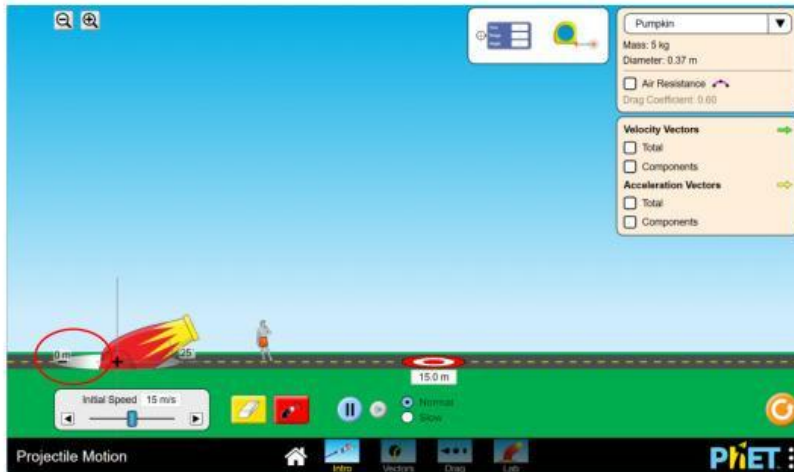 Pumpkin
Mass: 5 kg
Diameter: 0.37 m
Air Resistance
Drag Coefficient: 0.60
Velocity Vectors
Total
Components
Acceleration Vectors
Total
Components
0 m
25°
15.0 m
Initial Speed 15 m/s
Normal
Slow
Projectile Motion
Intro
Vectors
Drag
Lab
PhET